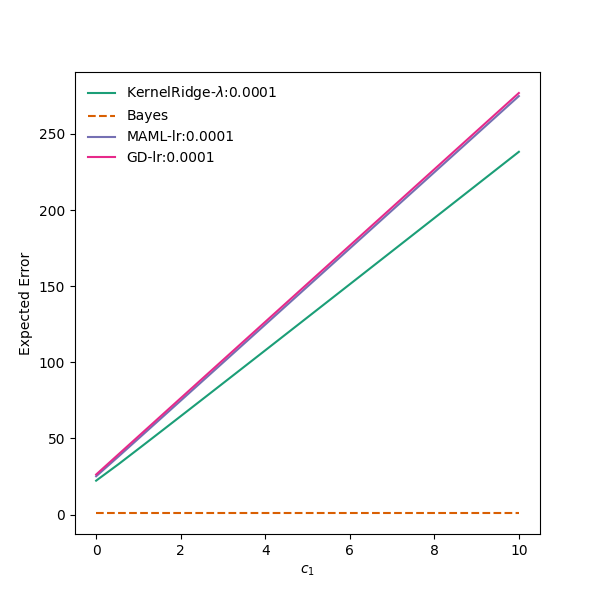 KernelRidge-λ:0.0001
Bayes
MAML-lr:0.0001
GD-lr:0.0001
250
200
150
100
50
0
Expected Error
0 2 4 6 8 10
c₁